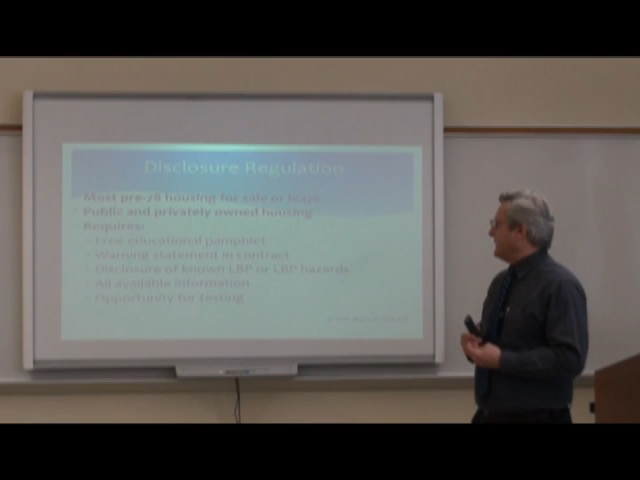 Disclosure Regulation
Most pre-78 housing for sale or lease
Public and privately owned housing
Requires:
Free educational pamphlet
Warning statement in contract
Disclosure of known LBP or LBP hazards
All available information
Opportunity for testing